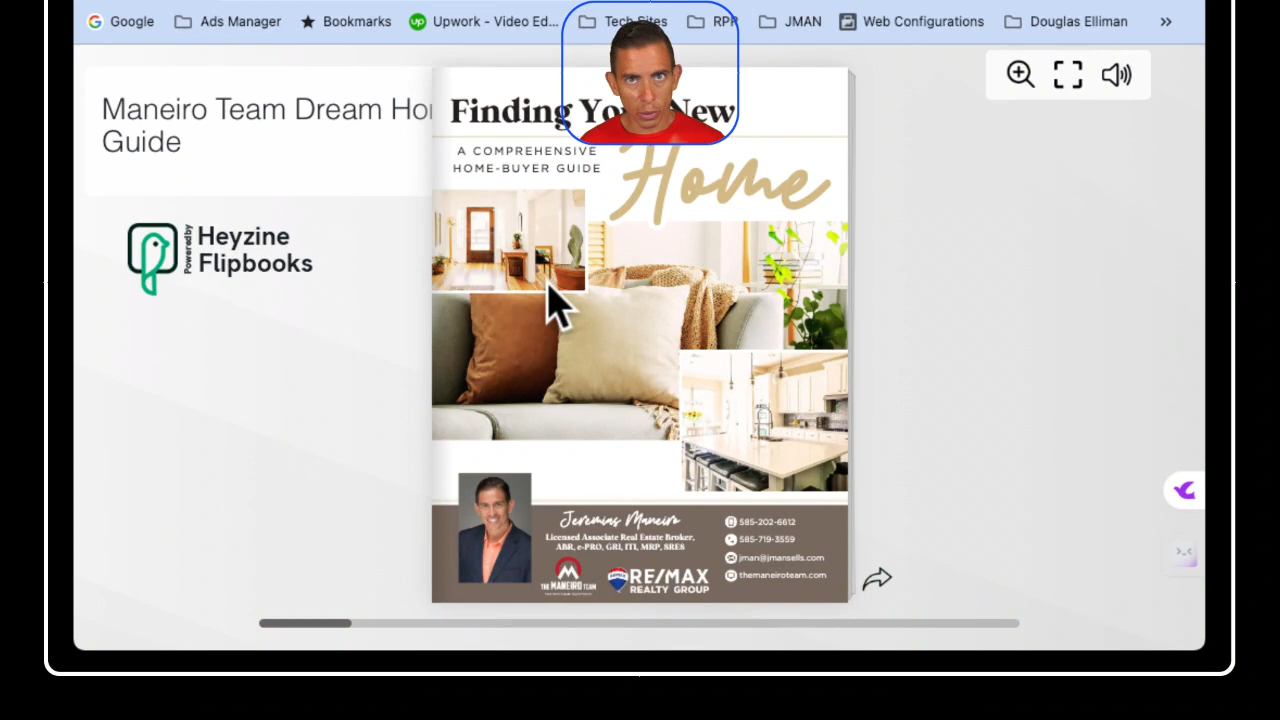 Google
Ads Manager
Bookmarks
Upwork - Video Ed...
Tech Sites
RPR
JMAN
Web Configurations
Douglas Elliman
Maneiro Team Dream Ho
Guide
Powered by
Heyzine
Flipbooks
Finding Yo New
A COMPREHENSIVE
HOME-BUYER GUIDE
Home
Jeremias Maneiro
Licensed Associate Real Estate Broker,
ABR, e-PRO, GRI, ITI, MRP, SRES
THE MANEIRO TEAM
RE/MAX
REALTY GROUP
585-202-6612
585-719-3559
jman@jmansells.com
themaneiroteam.com